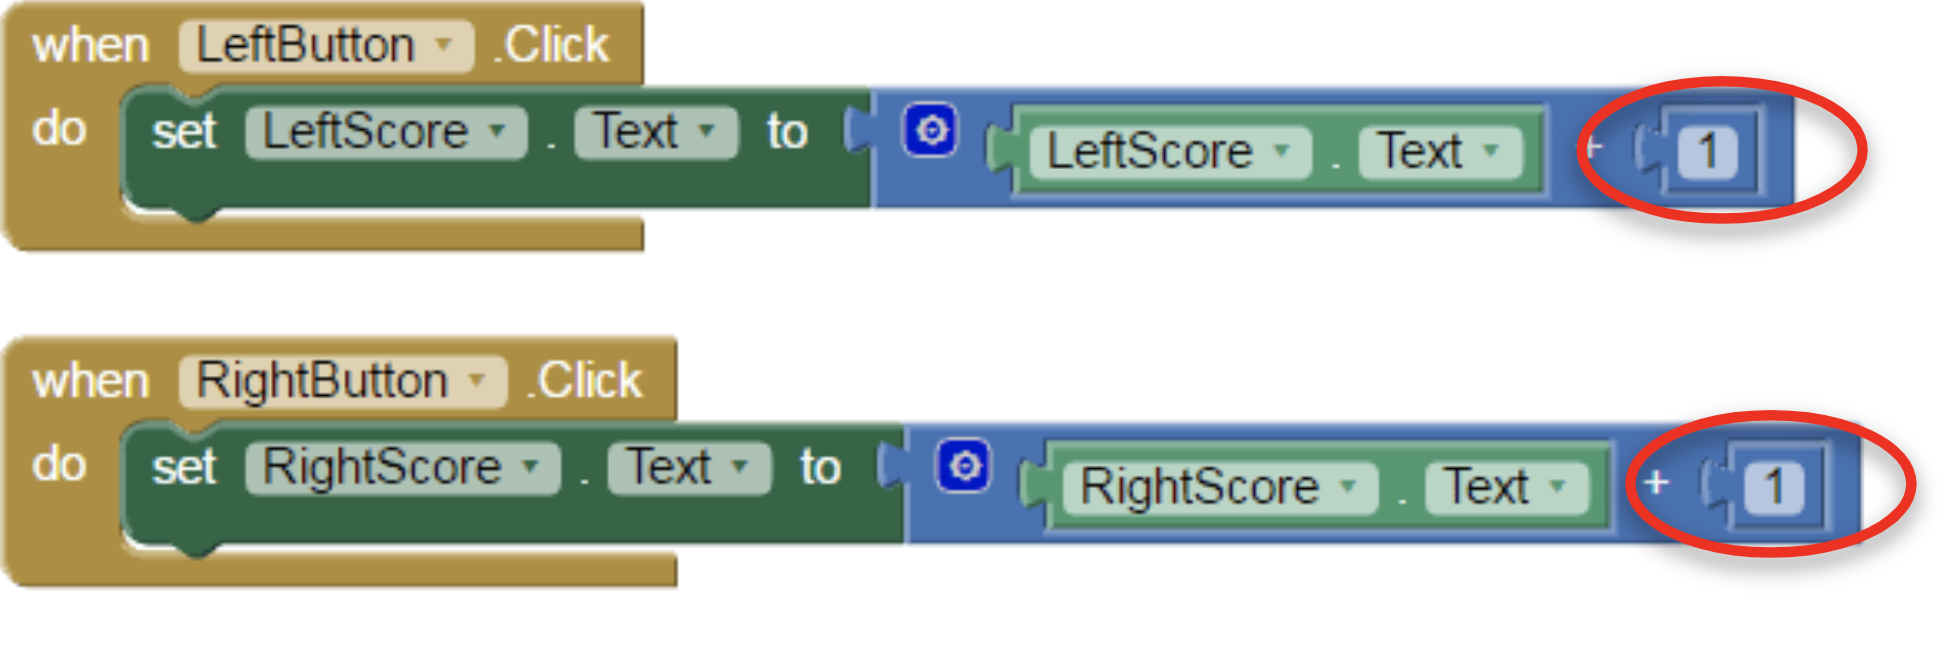 when LeftButton .Click
do set LeftScore . Text to LeftScore . Text + 1
when RightButton .Click
do set RightScore . Text to RightScore . Text + 1